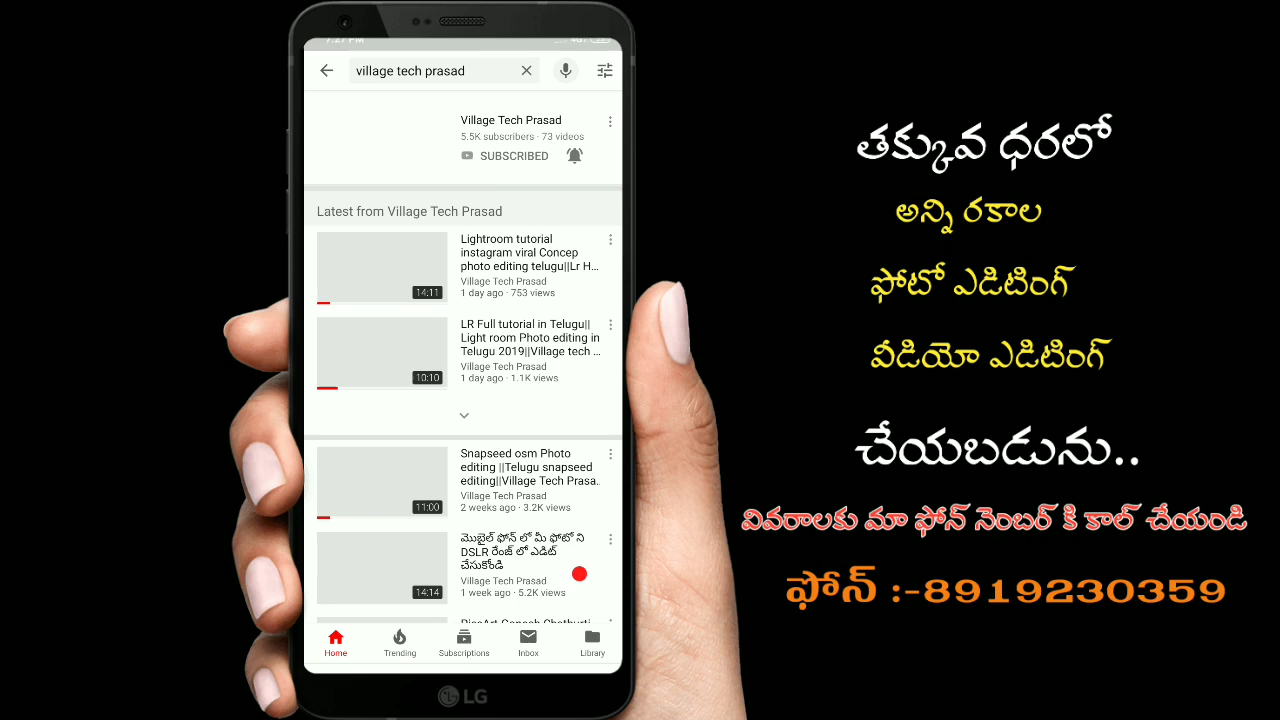 village tech prasad
Village Tech Prasad
5.5K subscribers · 73 videos
SUBSCRIBED
Latest from Village Tech Prasad
Lightroom tutorial
instagram viral Concep
photo editing telugu||Lr H...
Village Tech Prasad
1 day ago · 753 views
14:11
LR Full tutorial in Telugu||
Light room Photo editing in
Telugu 2019||Village tech ...
Village Tech Prasad
1 day ago · 1.1K views
10:10
Snapseed osm Photo
editing ||Telugu snapseed
editing||Village Tech Prasa..
Village Tech Prasad
2 weeks ago · 3.2K views
11:00
మొబైల్ ఫోన్ లో మీ ఫోటో ని
DSLR రేంజ్ లో ఎడిట్
చేసుకోండి
Village Tech Prasad
1 week ago · 5.2K views
14:14
Home
Trending
Subscriptions
Inbox
Library
LG
తక్కువ ధరలో
అన్ని రకాల
ఫోటో ఎడిటింగ్
వీడియో ఎడిటింగ్
చేయబడును..
వివరాలకు మా ఫోన్ నెంబర్ కి కాల్ చేయండి
ఫోన్ :-8919230359